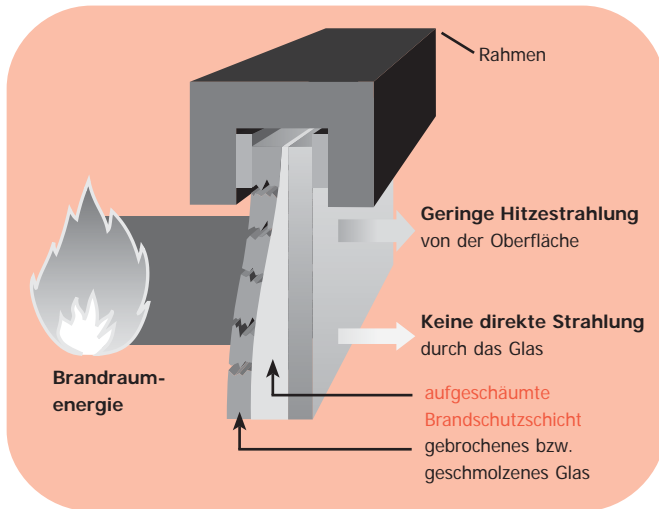 Rahmen
Geringe Hitzestrahlung
von der Oberfläche
Keine direkte Strahlung
durch das Glas
Brandraum-
energie
aufgeschäumte
Brandschutzschicht
gebrochenes bzw.
geschmolzenes Glas